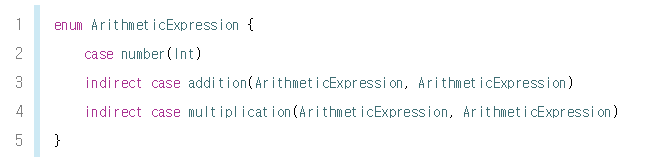 1 enum ArithmeticExpression {
2     case number(Int)
3     indirect case addition(ArithmeticExpression, ArithmeticExpression)
4     indirect case multiplication(ArithmeticExpression, ArithmeticExpression)
5 }